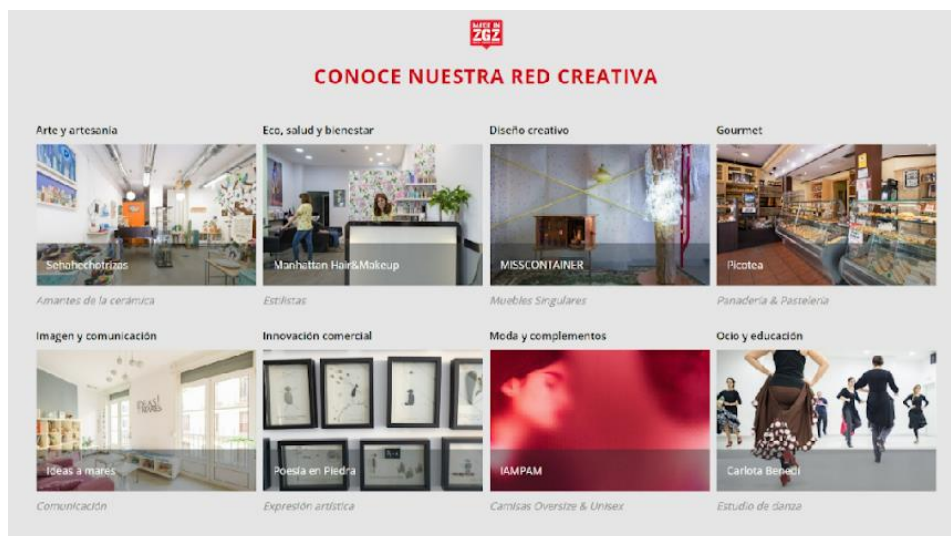 MADE IN
ZGZ
CONOCE NUESTRA RED CREATIVA
Arte y artesanía
Eco, salud y bienestar
Diseño creativo
Gourmet
Sehahechotrizas
Manhattan Hair&Makeup
MISSCONTAINER
Picotea
Amantes de la cerámica
Estilistas
Muebles Singulares
Panadería & Pastelería
Imagen y comunicación
Innovación comercial
Moda y complementos
Ocio y educación
Ideas a mares
Poesía en Piedra
IAMPAM
Carlota Benedí
Comunicación
Expresión artística
Camisas Oversize & Unisex
Estudio de danza